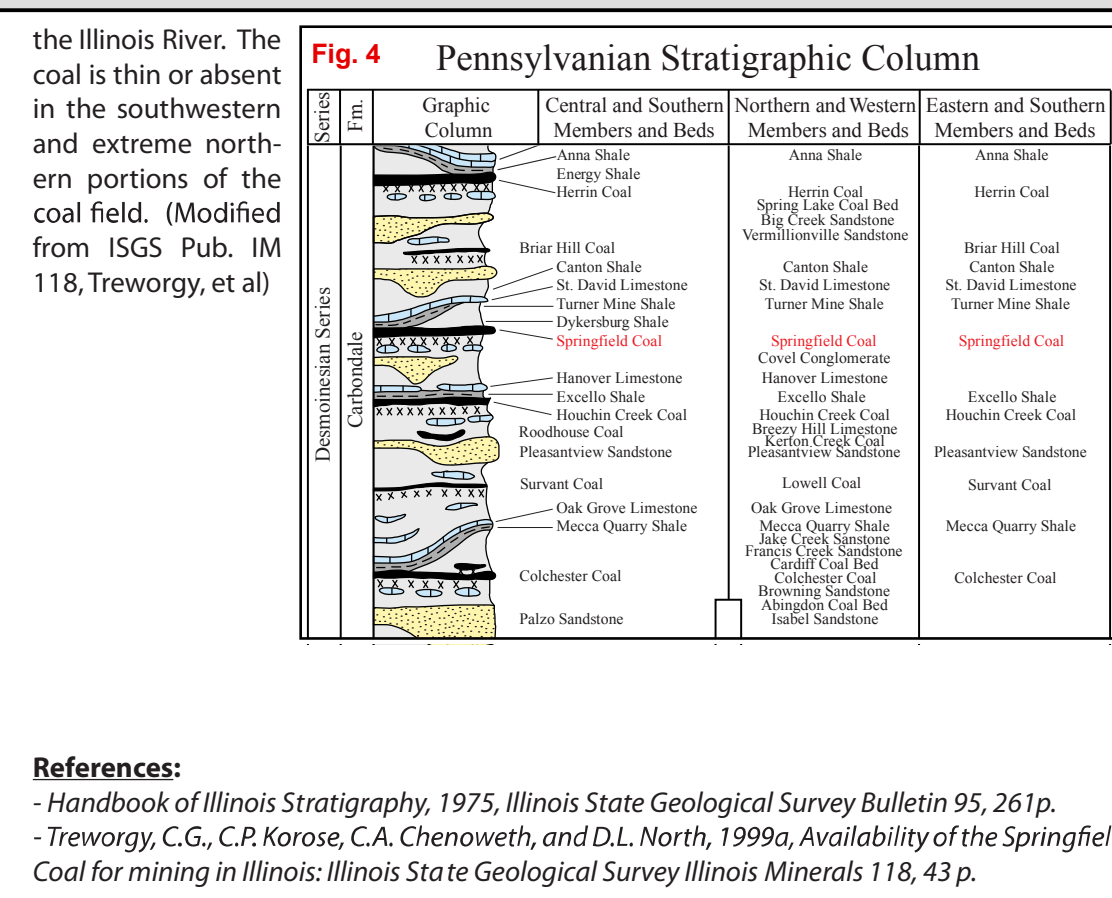 the Illinois River. The
coal is thin or absent
in the southwestern
and extreme north-
ern portions of the
coal field. (Modified
from ISGS Pub. IM
118, Treworgy, et al)
Fig. 4
Pennsylvanian Stratigraphic Column
Series
Fm.
Graphic
Column
Central and Southern
Members and Beds
Northern and Western
Members and Beds
Eastern and Southern
Members and Beds
Desmoinesian Series
Carbondale
Anna Shale
Energy Shale
Herrin Coal
Briar Hill Coal
Canton Shale
St. David Limestone
Turner Mine Shale
Dykersburg Shale
Springfield Coal
Hanover Limestone
Excello Shale
Houchin Creek Coal
Roodhouse Coal
Pleasantview Sandstone
Survant Coal
Oak Grove Limestone
Mecca Quarry Shale
Colchester Coal
Palzo Sandstone
Anna Shale
Herrin Coal
Spring Lake Coal Bed
Big Creek Sandstone
Vermillionville Sandstone
Canton Shale
St. David Limestone
Turner Mine Shale
Springfield Coal
Covel Conglomerate
Hanover Limestone
Excello Shale
Houchin Creek Coal
Breezy Hill Limestone
Kerton Creek Coal
Pleasantview Sandstone
Lowell Coal
Oak Grove Limestone
Mecca Quarry Shale
Jake Creek Sanstone
Francis Creek Sandstone
Cardiff Coal Bed
Colchester Coal
Browning Sandstone
Abingdon Coal Bed
Isabel Sandstone
Anna Shale
Herrin Coal
Briar Hill Coal
Canton Shale
St. David Limestone
Turner Mine Shale
Springfield Coal
Excello Shale
Houchin Creek Coal
Pleasantview Sandstone
Survant Coal
Mecca Quarry Shale
Colchester Coal
References:
- Handbook of Illinois Stratigraphy, 1975, Illinois State Geological Survey Bulletin 95, 261p.
- Treworgy, C.G., C.P. Korose, C.A. Chenoweth, and D.L. North, 1999a, Availability of the Springfiel
Coal for mining in Illinois: Illinois State Geological Survey Illinois Minerals 118, 43 p.